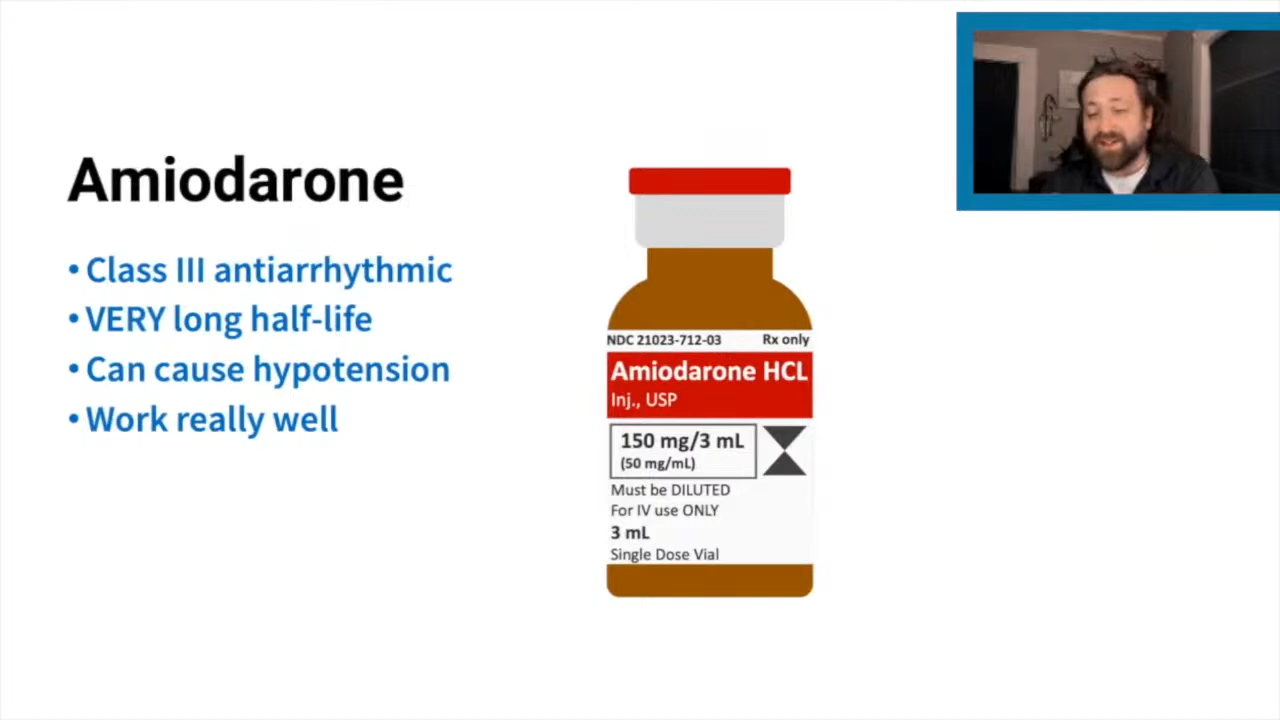 Amiodarone
• Class III antiarrhythmic
• VERY long half-life
• Can cause hypotension
• Work really well
NDC 21023-712-03 Rx only
Amiodarone HCL
Inj., USP
150 mg/3 mL
(50 mg/mL)
Must be DILUTED
For IV use ONLY
3 mL
Single Dose Vial